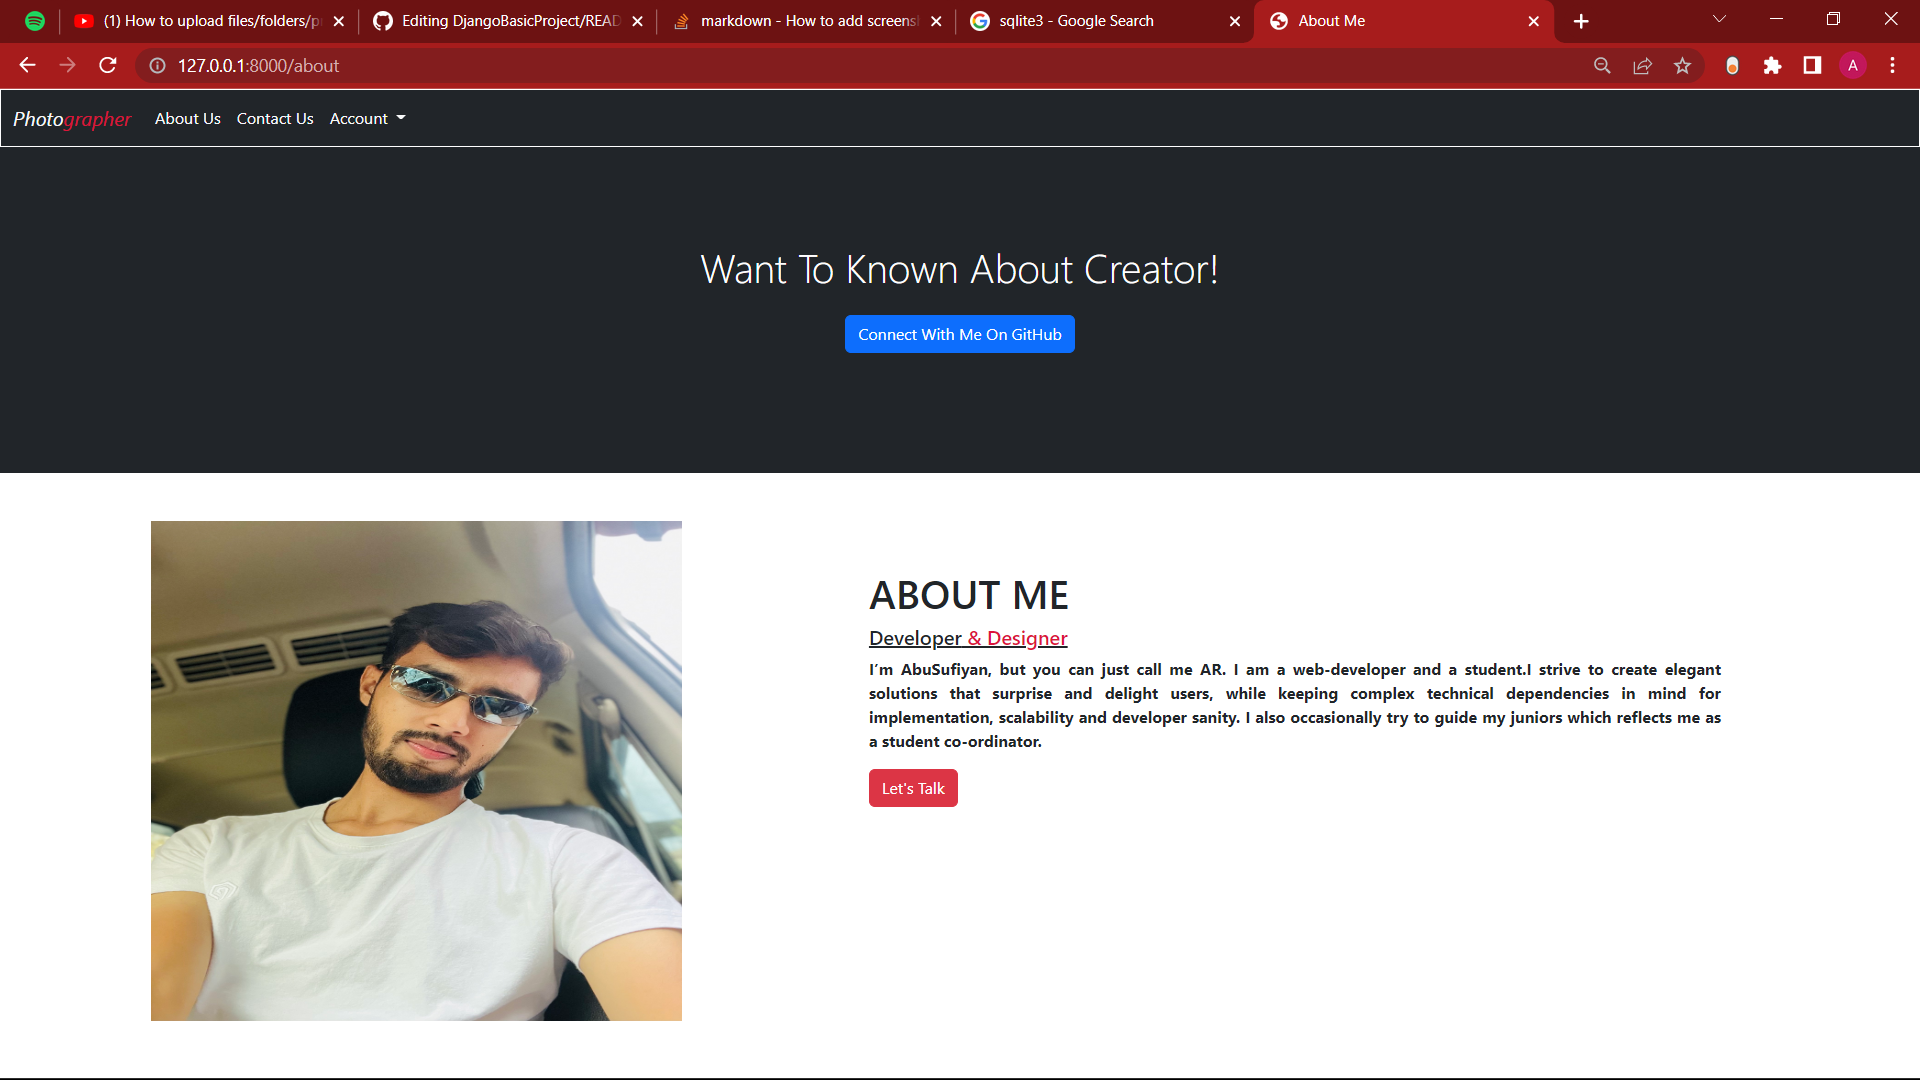 (1) How to upload files/folders/p
Editing DjangoBasicProject/READ
markdown - How to add screens
sqlite3 - Google Search
About Me
127.0.0.1:8000/about
A
Photographer About Us Contact Us Account
Want To Known About Creator!
Connect With Me On GitHub
ABOUT ME
Developer & Designer
I'm AbuSufiyan, but you can just call me AR. I am a web-developer and a student.I strive to create elegant
solutions that surprise and delight users, while keeping complex technical dependencies in mind for
implementation, scalability and developer sanity. I also occasionally try to guide my juniors which reflects me as
a student co-ordinator.
Let's Talk